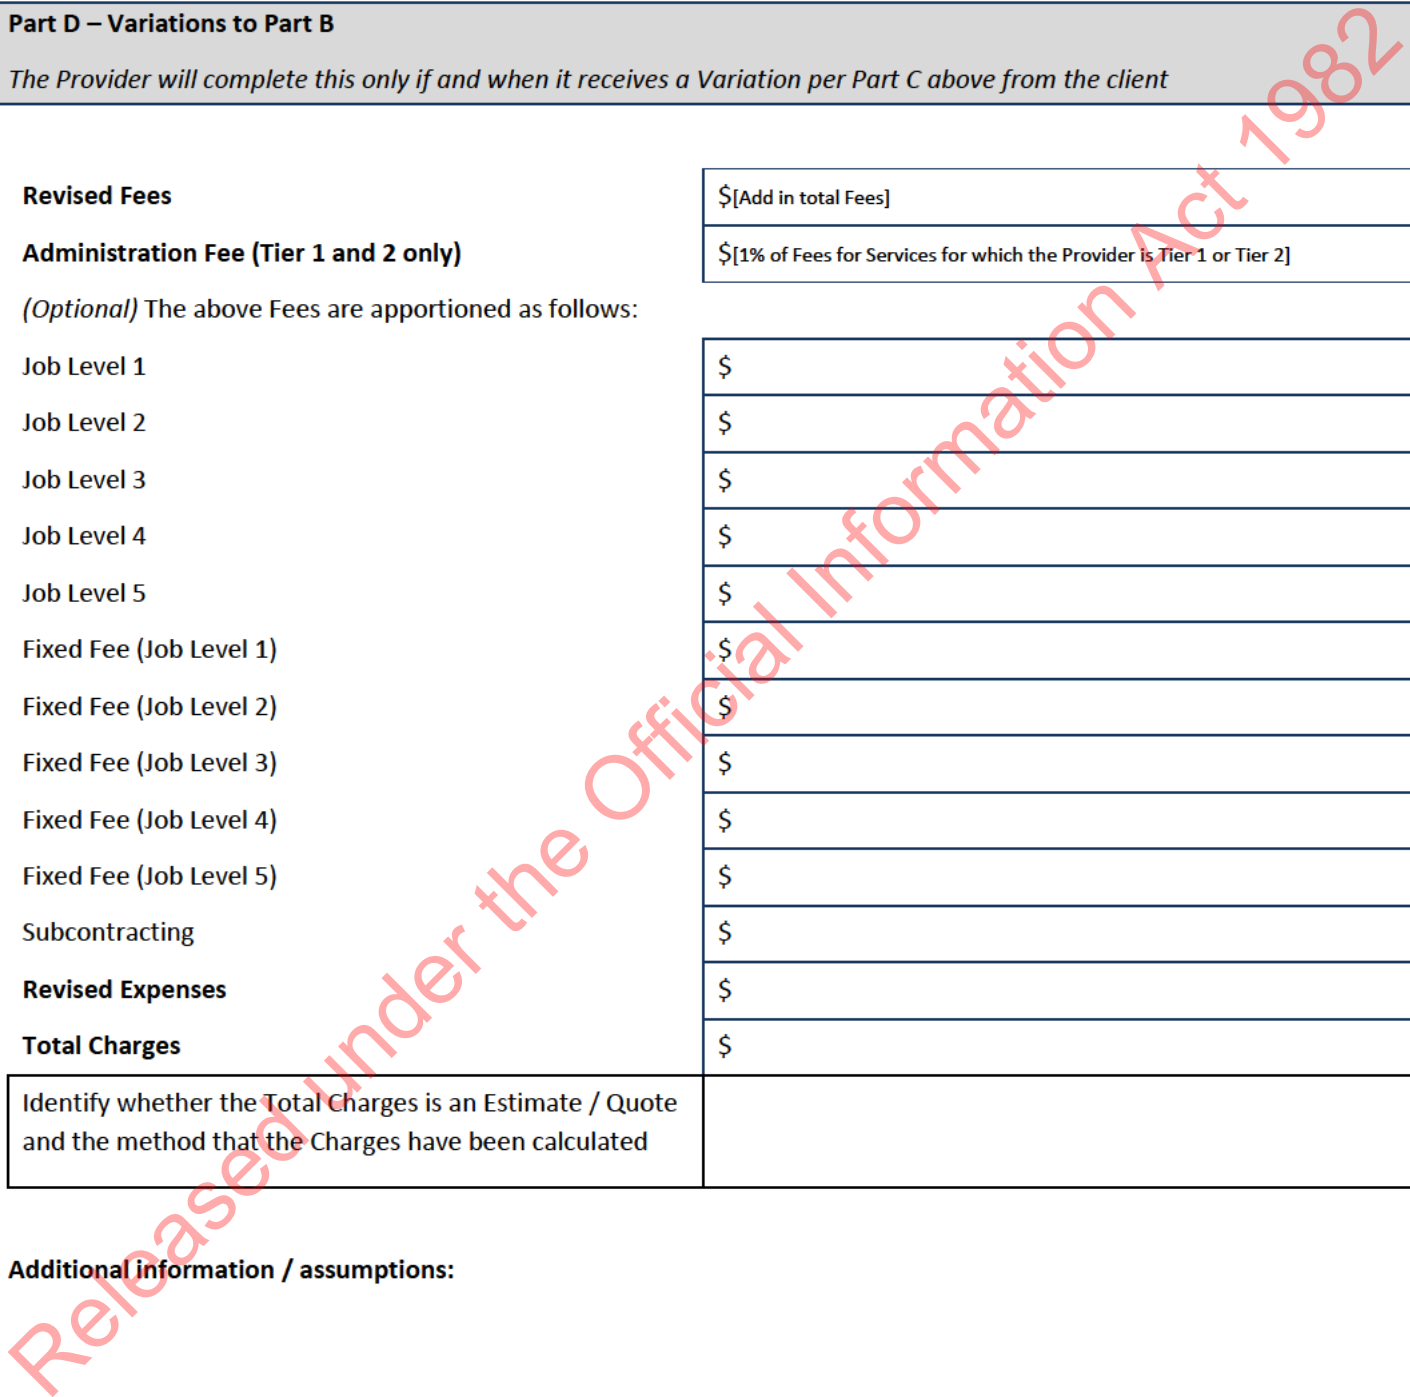 Part D – Variations to Part B
The Provider will complete this only if and when it receives a Variation per Part C above from the client
Revised Fees
$[Add in total Fees]
Administration Fee (Tier 1 and 2 only)
$[1% of Fees for Services for which the Provider is Tier 1 or Tier 2]
(Optional) The above Fees are apportioned as follows:
Job Level 1
$
Job Level 2
$
Job Level 3
$
Job Level 4
$
Job Level 5
$
Fixed Fee (Job Level 1)
$
Fixed Fee (Job Level 2)
$
Fixed Fee (Job Level 3)
$
Fixed Fee (Job Level 4)
$
Fixed Fee (Job Level 5)
$
Subcontracting
$
Revised Expenses
$
Total Charges
$
Identify whether the Total Charges is an Estimate / Quote
and the method that the Charges have been calculated
Additional information / assumptions:
Released under the Official Information Act 1982